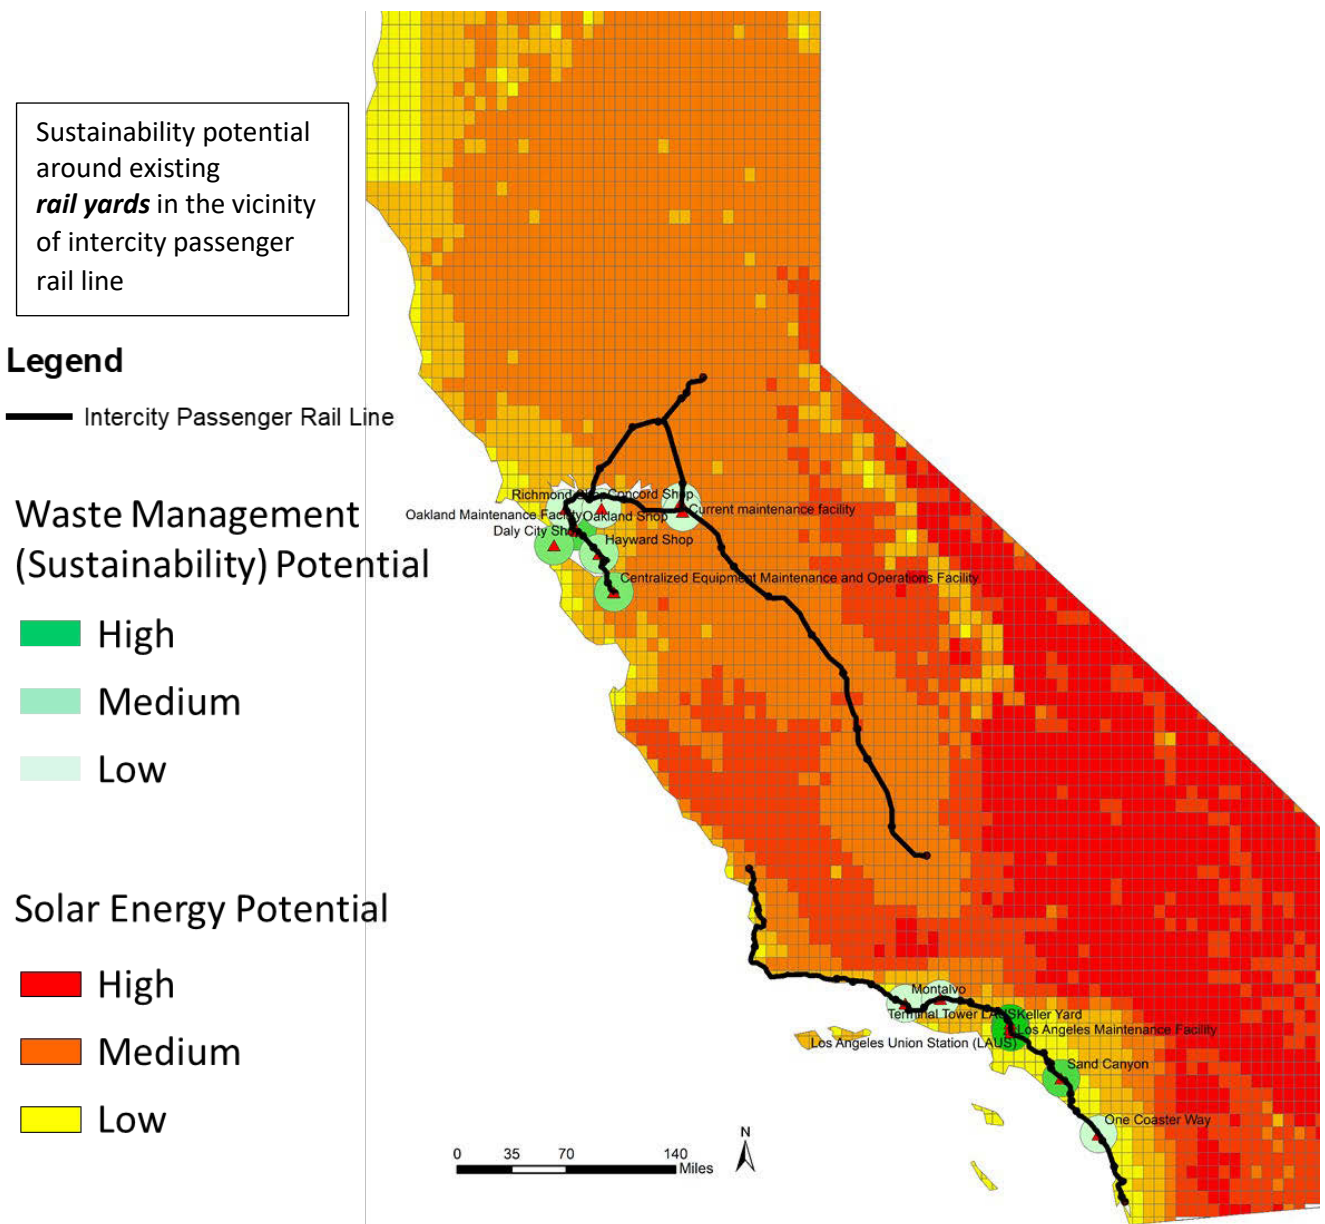 Sustainability potential
around existing
rail yards in the vicinity
of intercity passenger
rail line
Legend
Intercity Passenger Rail Line
Waste Management
(Sustainability) Potential
High
Medium
Low
Solar Energy Potential
High
Medium
Low
Richmond Shop
Concord Shop
Oakland Maintenance Facility
Oakland Shop
Current maintenance facility
Daly City Shop
Hayward Shop
Centralized Equipment Maintenance and Operations Facility
Montalvo
Terminal Tower LAUS
Keller Yard
Los Angeles Maintenance Facility
Los Angeles Union Station (LAUS)
Sand Canyon
One Coaster Way
0 35 70 140
Miles
N